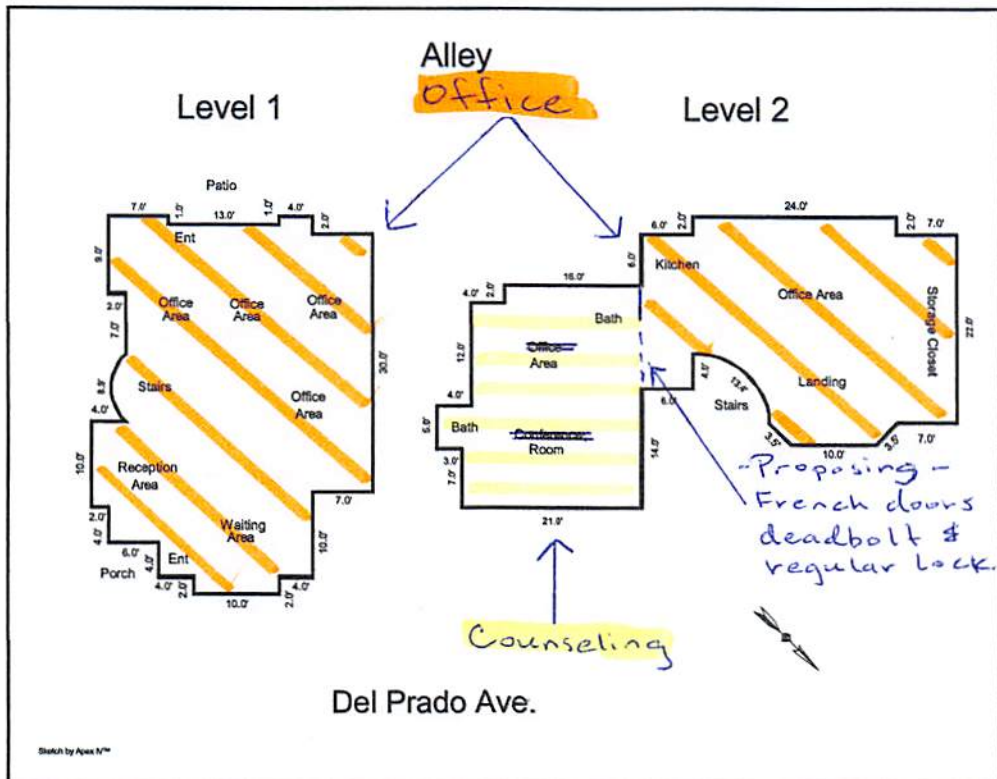 Alley
Office
Level 1
Level 2
Patio
7.0'
1.0'
13.0'
1.0'
4.0'
2.0'
9.0'
Ent
2.0'
Office
Area
Office
Area
Office
Area
7.0'
30.0'
8.9'
Stairs
Office
Area
4.0'
10.0'
Reception
Area
7.0'
Waiting
Area
10.0'
2.0'
4.0'
6.0'
Porch
4.0'
Ent
4.0'
2.0'
10.0'
2.0'
4.0'
6.0'
2.0'
24.0'
2.0'
7.0'
6.0'
Kitchen
16.0'
4.0'
2.0'
Office Area
Storage Closet
22.0'
Bath
12.0'
Office
Area
4.0'
13.4'
Landing
6.0'
Stairs
4.0'
5.0'
Bath
Conference
Room
14.0'
3.5'
10.0'
3.5'
7.0'
3.0'
7.0'
21.0'
-Proposing-
French doors
deadbolt &
regular lock.
Counseling
Del Prado Ave.
Sketch by Apex IV™